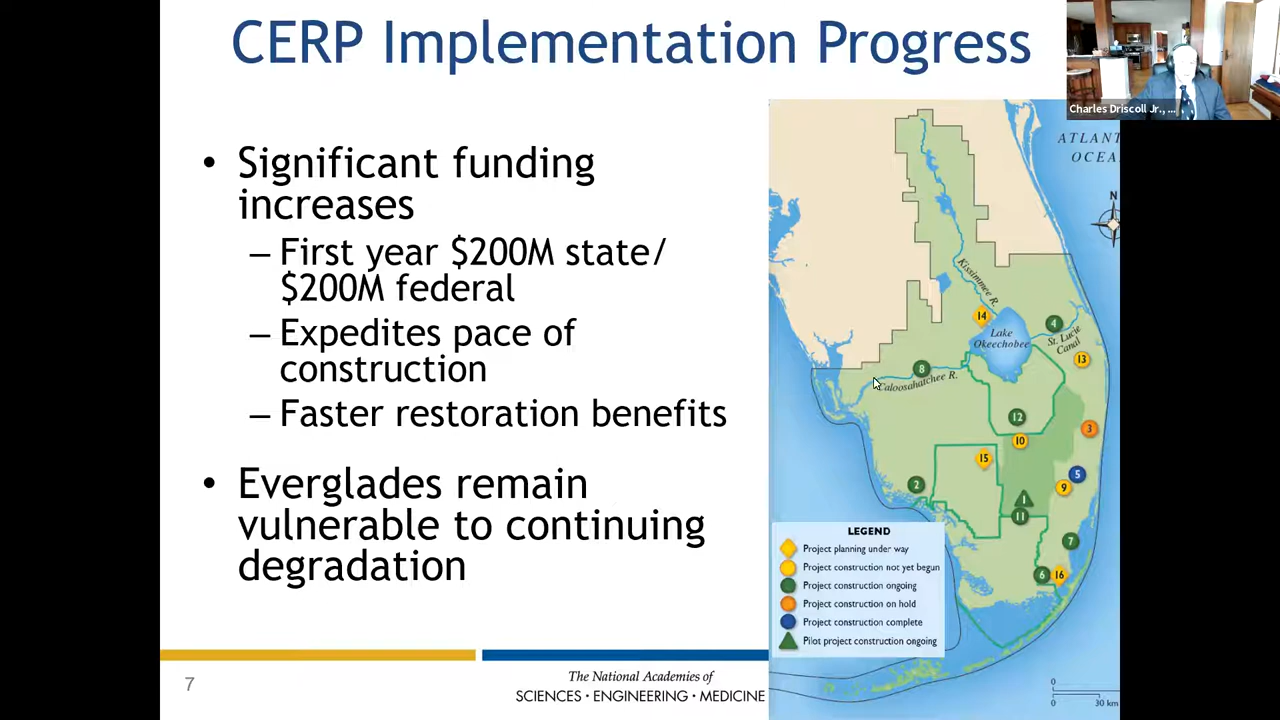 CERP Implementation Progress
Charles Driscoll Jr., ...
• Significant funding
increases
– First year $200M state/
$200M federal
– Expedites pace of
construction
– Faster restoration benefits
• Everglades remain
vulnerable to continuing
degradation
ATLANT
OCEA
N
Kissimmee R.
14
Lake
Okeechobee
4
St. Lucie
Canal
13
8
Caloosahatchee R.
12
3
10
15
5
2
9
1
11
7
6
16
LEGEND
Project planning under way
Project construction not yet begun
Project construction ongoing
Project construction on hold
Project construction complete
Pilot project construction ongoing
0
0
30 km
7
The National Academies of
SCIENCES • ENGINEERING • MEDICINE